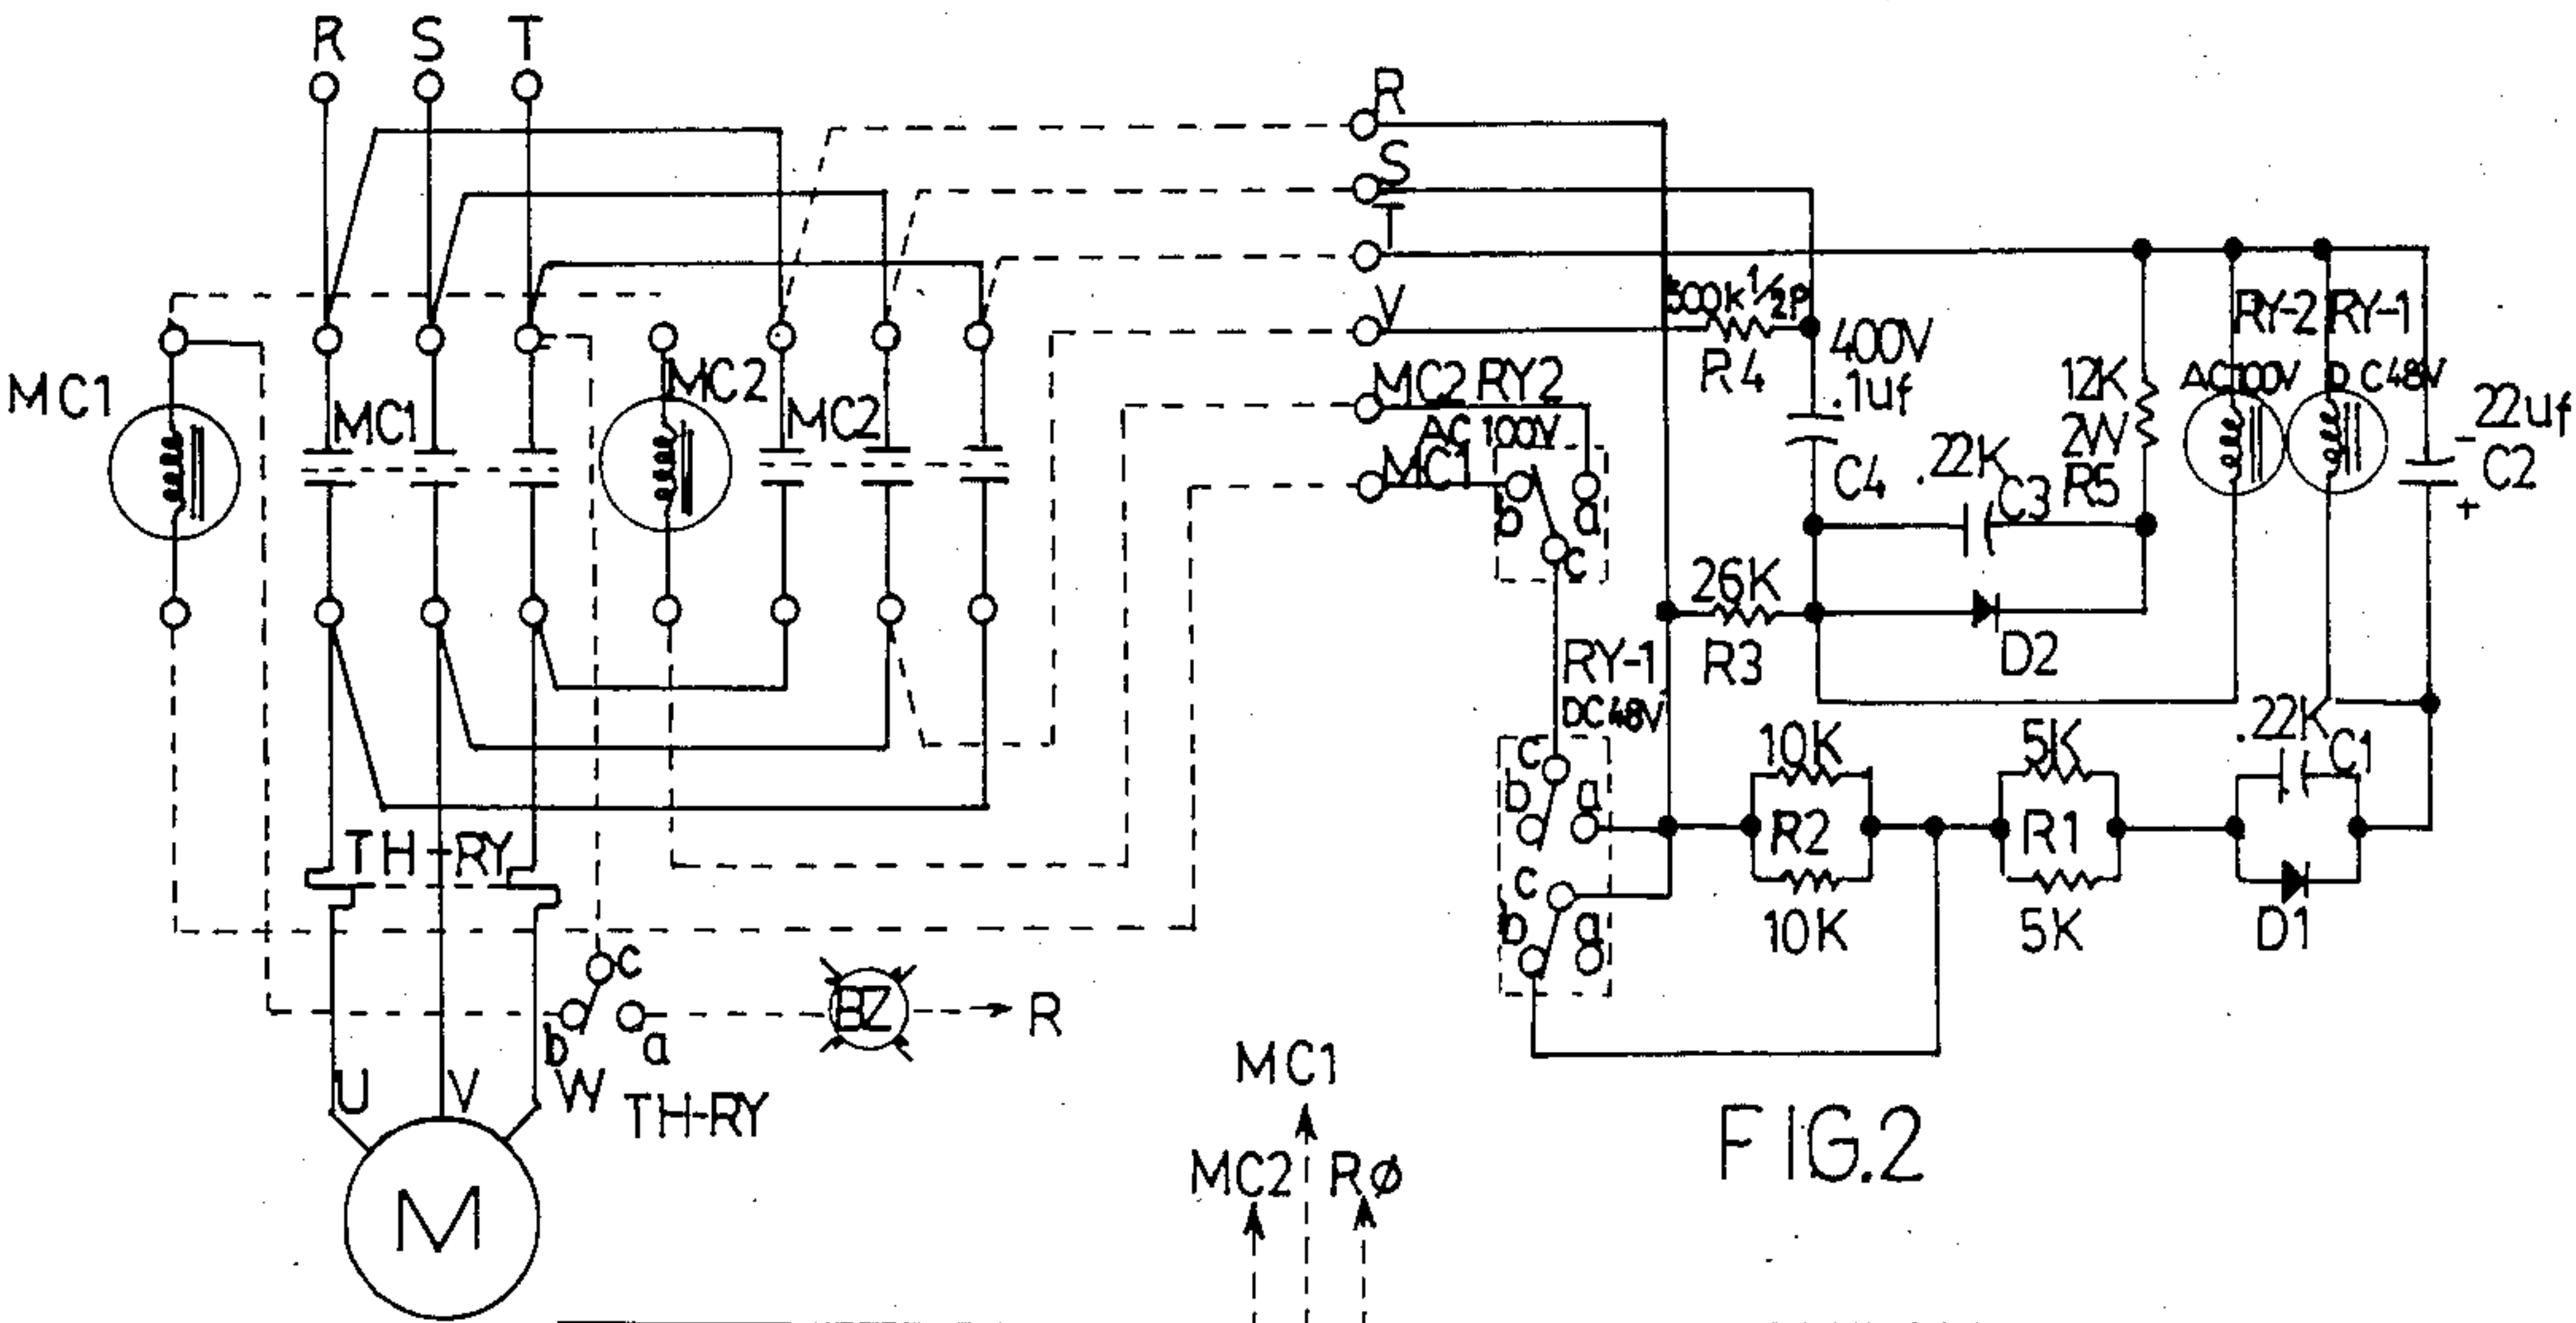 R S T
R
S
T
V
MC2 RY2
AC 100V
MC1
b a
c
MC1
MC1
MC2
MC2
500K 1/2P
R4
400V
.1uf
C4
.22K
C3
12K
2W
R5
RY-2 RY-1
AC100V DC48V
-22uf
C2
+
26K
R3
D2
RY-1
DC48V
c
b a
c
b a
10K
R2
10K
5K
R1
5K
.22K
C1
D1
TH-RY
c
b a
BZ
R
U V W
TH-RY
M
MC1
MC2 RØ
FIG.2